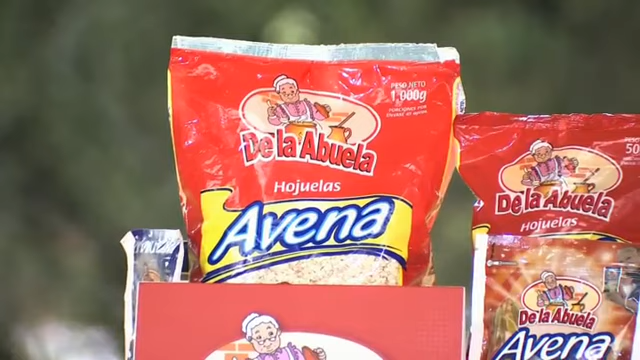 PESO NETO
1,000g
De la Abuela
Hojuelas
Avena
De la Abuela
Hojuelas
De la Abuela
Avena